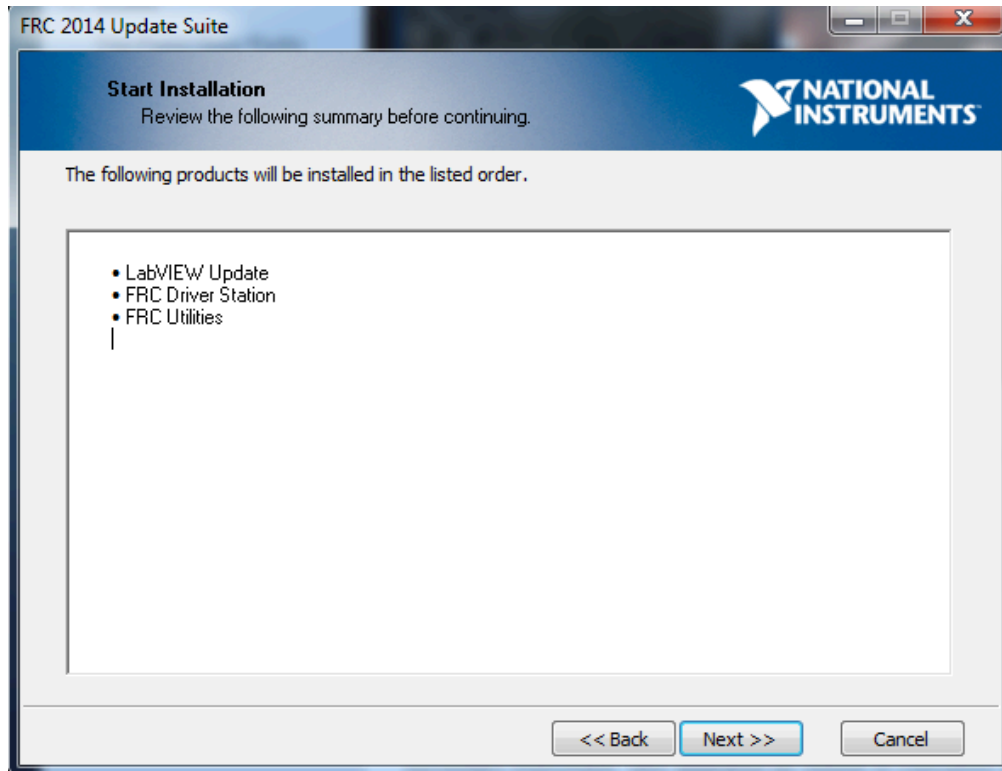 FRC 2014 Update Suite
Start Installation
Review the following summary before continuing.
NATIONAL
INSTRUMENTS
The following products will be installed in the listed order.
• LabVIEW Update
• FRC Driver Station
• FRC Utilities
<< Back
Next >>
Cancel